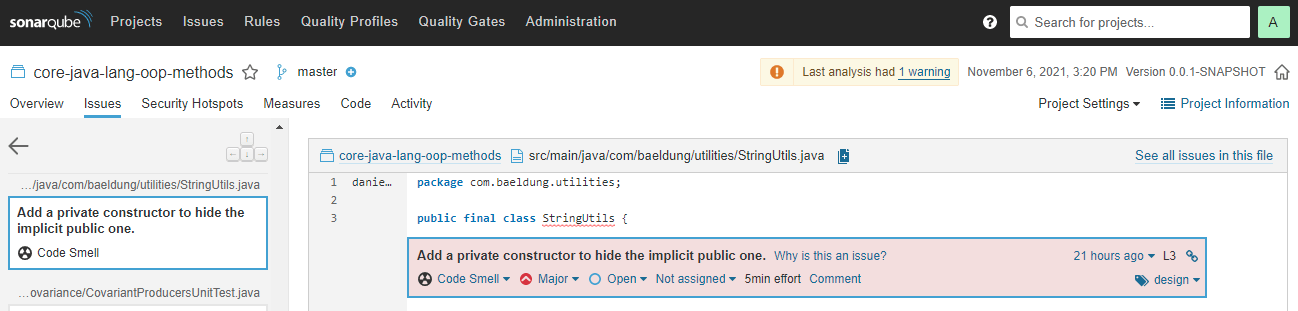 sonarqube Projects Issues Rules Quality Profiles Quality Gates Administration ? Search for projects... A
core-java-lang-oop-methods master Last analysis had 1 warning November 6, 2021, 3:20 PM Version 0.0.1-SNAPSHOT
Overview Issues Security Hotspots Measures Code Activity Project Settings Project Information
…/java/com/baeldung/utilities/StringUtils.java
Add a private constructor to hide the
implicit public one.
Code Smell
…ovariance/CovariantProducersUnitTest.java
core-java-lang-oop-methods src/main/java/com/baeldung/utilities/StringUtils.java See all issues in this file
1 danie… package com.baeldung.utilities;
2
3 public final class StringUtils {
Add a private constructor to hide the implicit public one. Why is this an issue? 21 hours ago L3
Code Smell Major Open Not assigned 5min effort Comment design